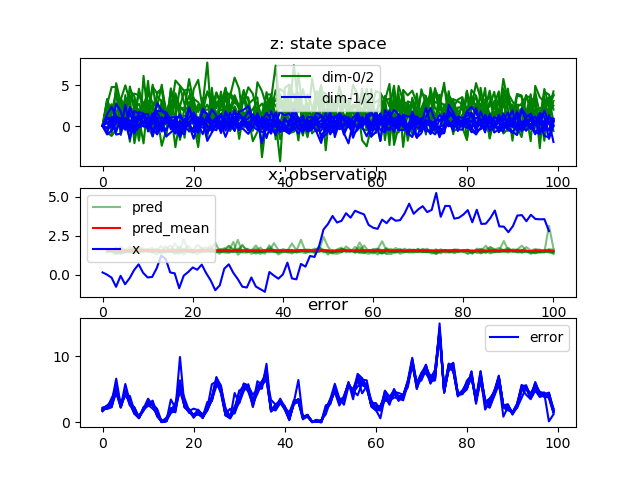 z: state space
5
0
dim-0/2
dim-1/2
0 20 40 60 80 100
x: observation
5.0
2.5
0.0
pred
pred_mean
x
0 20 40 60 80 100
error
10
0
error
0 20 40 60 80 100